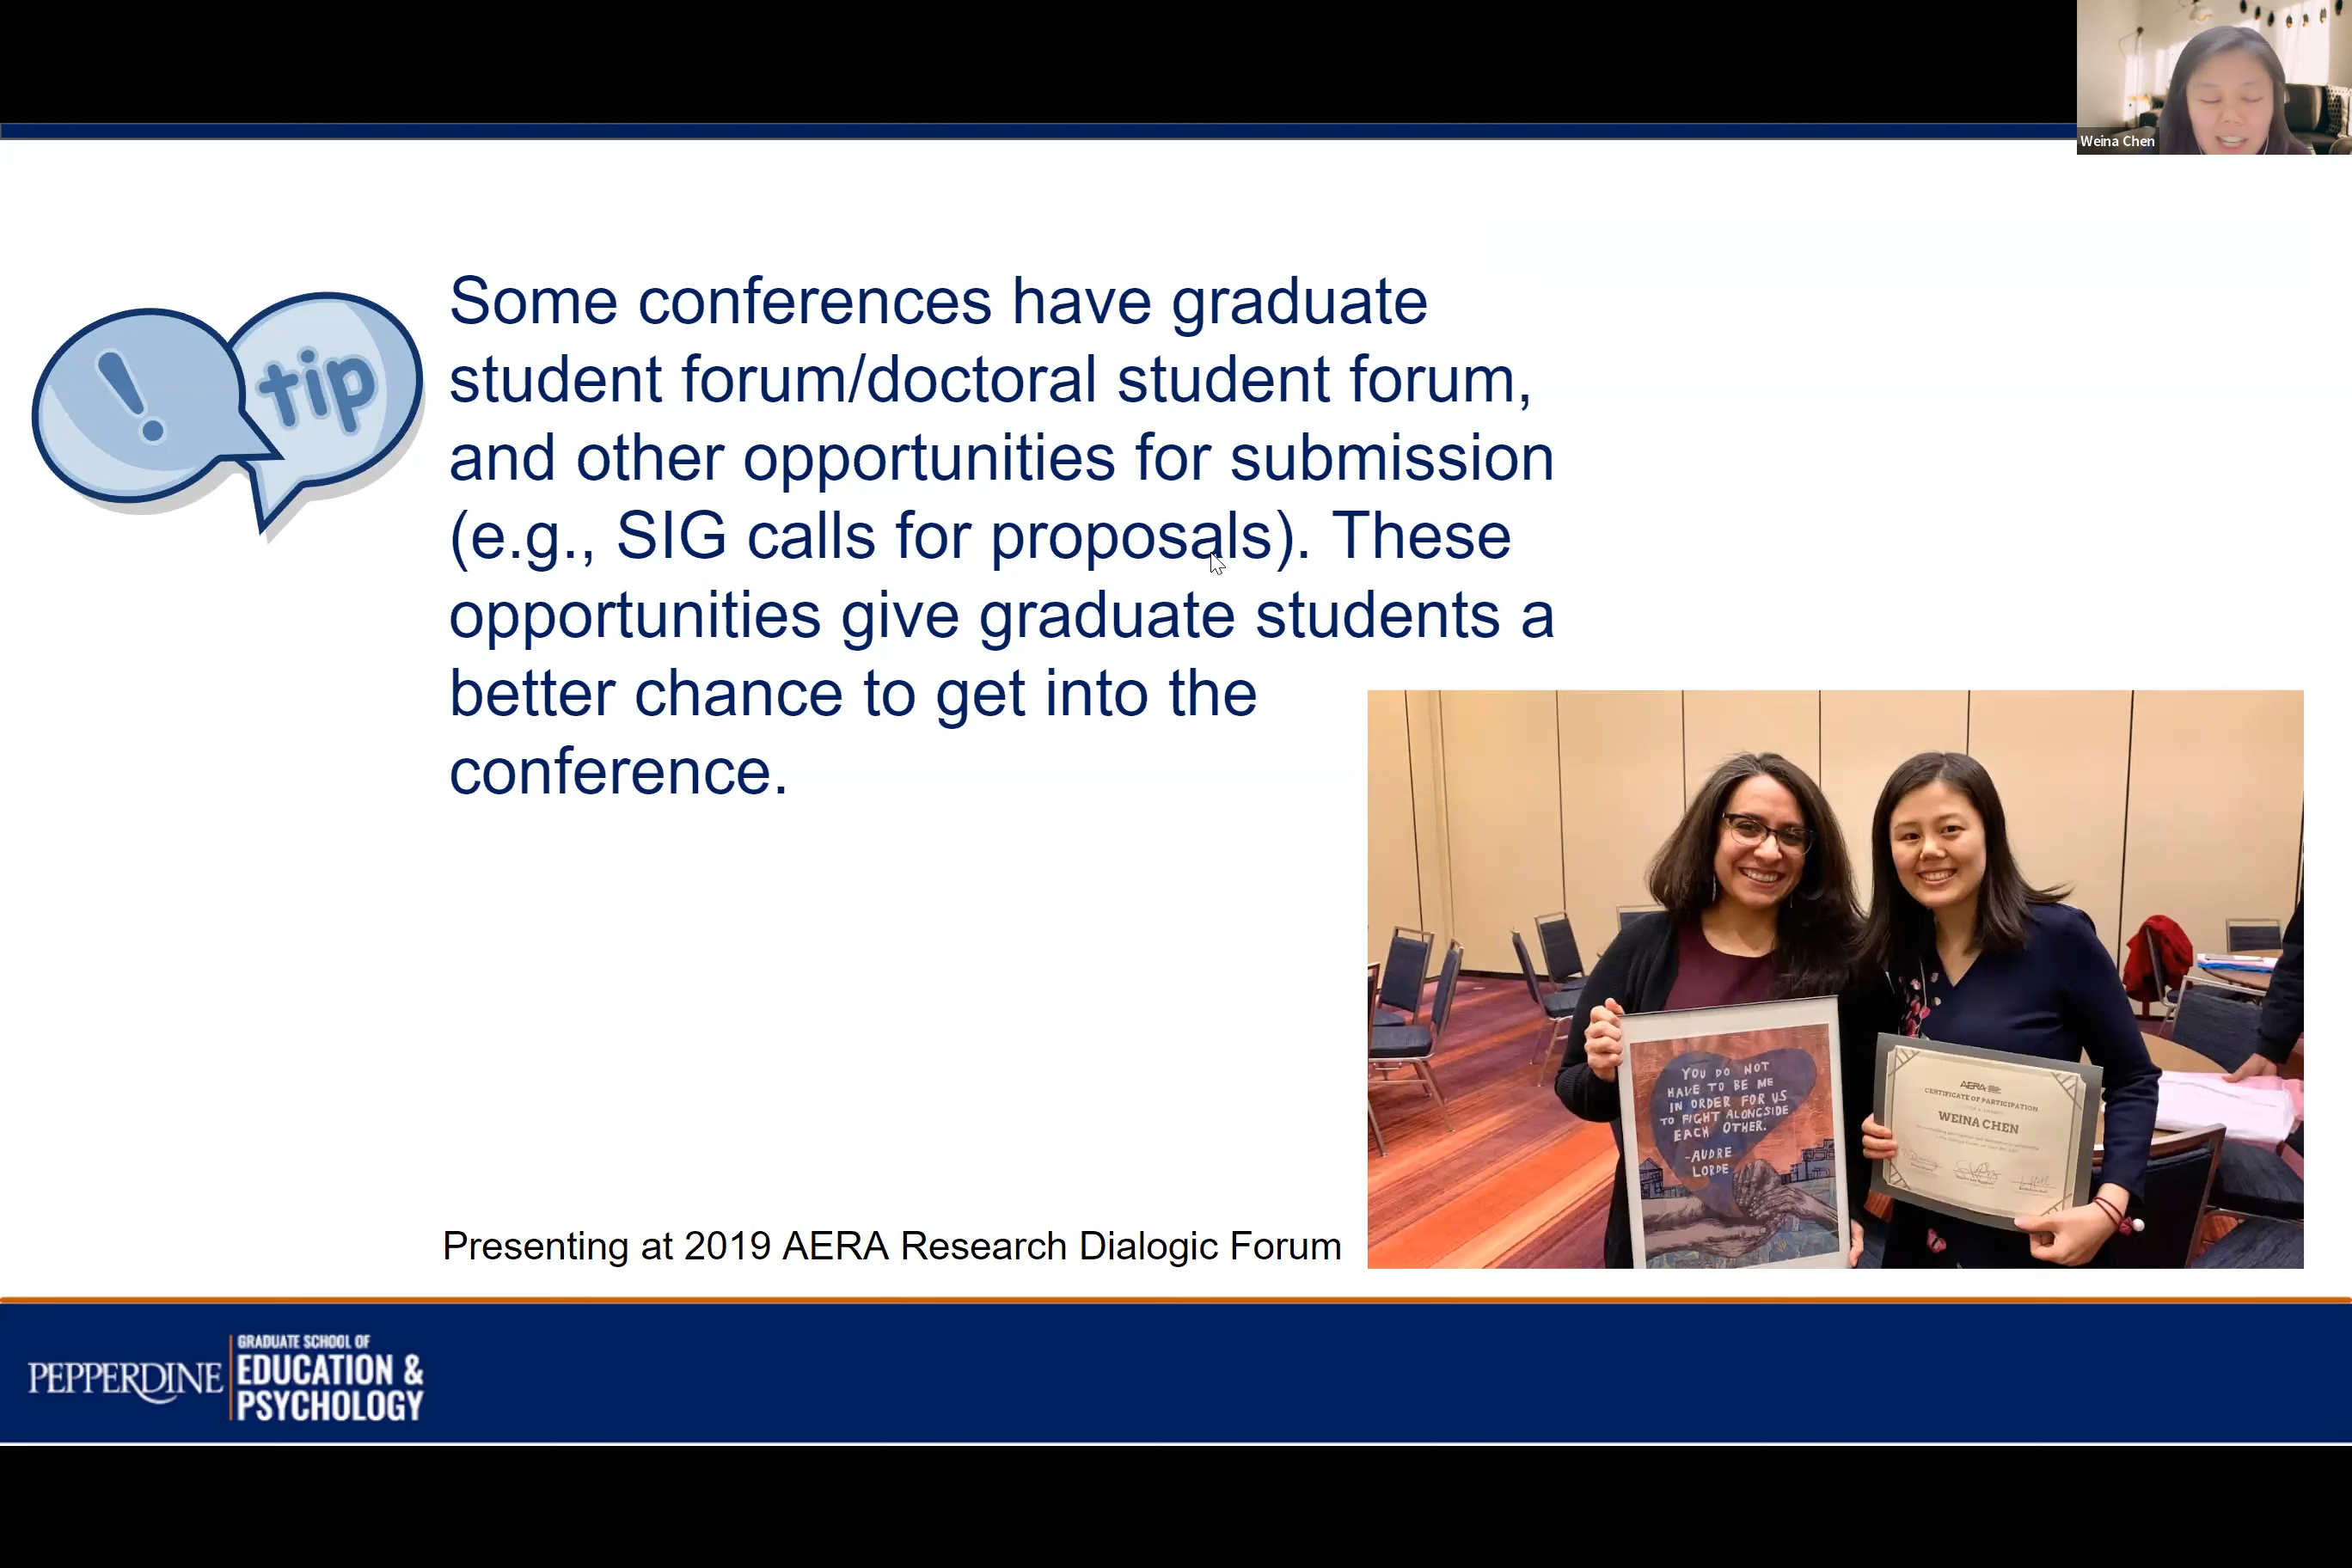 Weina Chen
! tip
Some conferences have graduate
student forum/doctoral student forum,
and other opportunities for submission
(e.g., SIG calls for proposals). These
opportunities give graduate students a
better chance to get into the
conference.
YOU DO NOT
HAVE TO BE ME
IN ORDER FOR US
TO FIGHT ALONGSIDE
EACH OTHER.
-AUDRE
LORDE
AERA
CERTIFICATE OF PARTICIPATION
WEINA CHEN
Presenting at 2019 AERA Research Dialogic Forum
PEPPERDINE
GRADUATE SCHOOL OF
EDUCATION &
PSYCHOLOGY